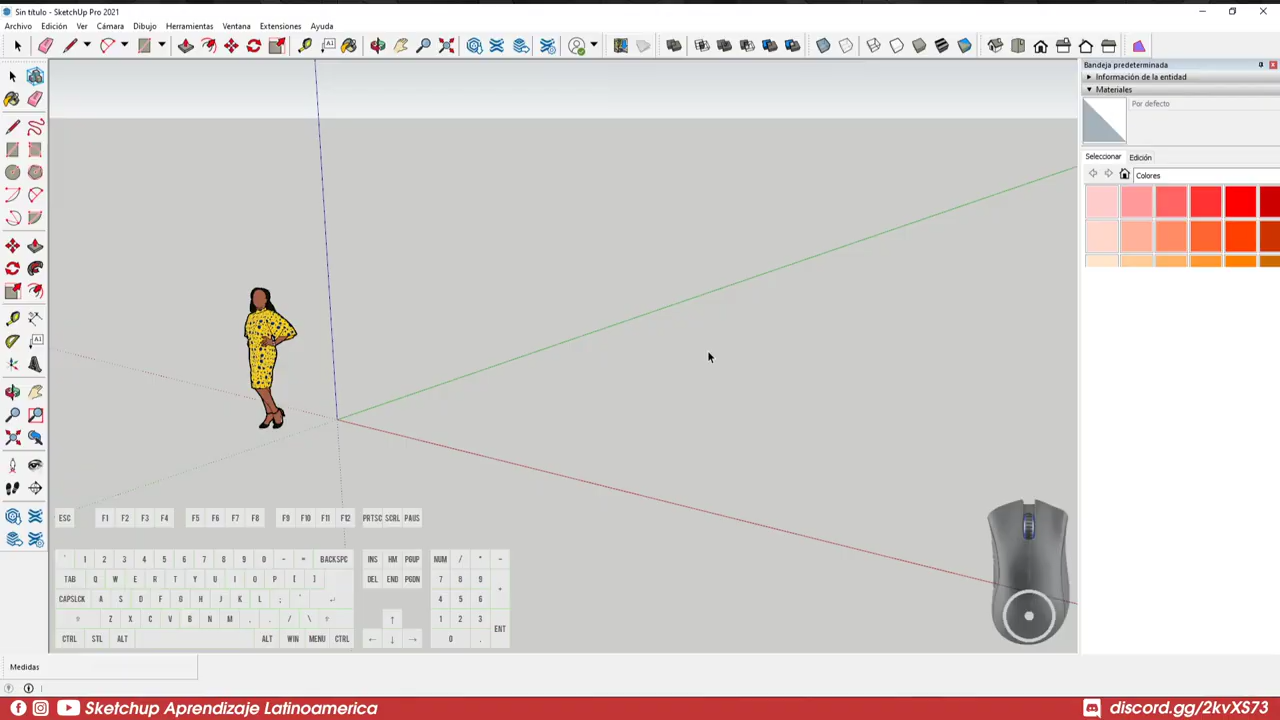 Sin título - SketchUp Pro 2021
Archivo Edición Ver Cámara Dibujo Herramientas Ventana Extensiones Ayuda
Bandeja predeterminada
Información de la entidad
Materiales
Por defecto
Seleccionar Edición
Colores
ESC F1 F2 F3 F4 F5 F6 F7 F8 F9 F10 F11 F12 PRTSC SCRL PAUS
` 1 2 3 4 5 6 7 8 9 0 - = BACKSPC INS HM PGUP NUM / * -
TAB Q W E R T Y U I O P [ ] DEL END PGDN 7 8 9 +
CAPSLCK A S D F G H J K L ; ' 4 5 6
Z X C V B N M , . / \ 1 2 3 ENT
CTRL STL ALT ALT WIN MENU CTRL 0 .
Medidas
Sketchup Aprendizaje Latinoamerica
discord.gg/2kvXS73